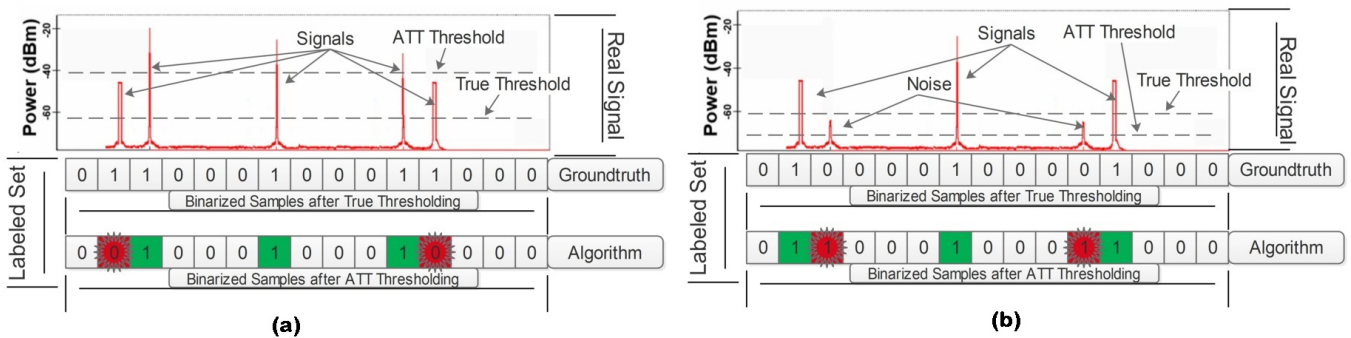 Power (dBm)
-20
-40
-60
Signals
ATT Threshold
True Threshold
Real Signal
Labeled Set
0 1 1 0 0 0 1 0 0 0 1 1 0 0 0
Groundtruth
Binarized Samples after True Thresholding
0 0 1 0 0 0 1 0 0 0 1 0 0 0 0
Algorithm
Binarized Samples after ATT Thresholding
(a)
Power (dBm)
-20
-40
-60
Signals
ATT Threshold
Noise
True Threshold
Real Signal
Labeled Set
0 1 0 0 0 0 1 0 0 0 0 1 0 0 0
Groundtruth
Binarized Samples after True Thresholding
0 1 1 0 0 0 1 0 0 0 1 1 0 0 0
Algorithm
Binarized Samples after ATT Thresholding
(b)